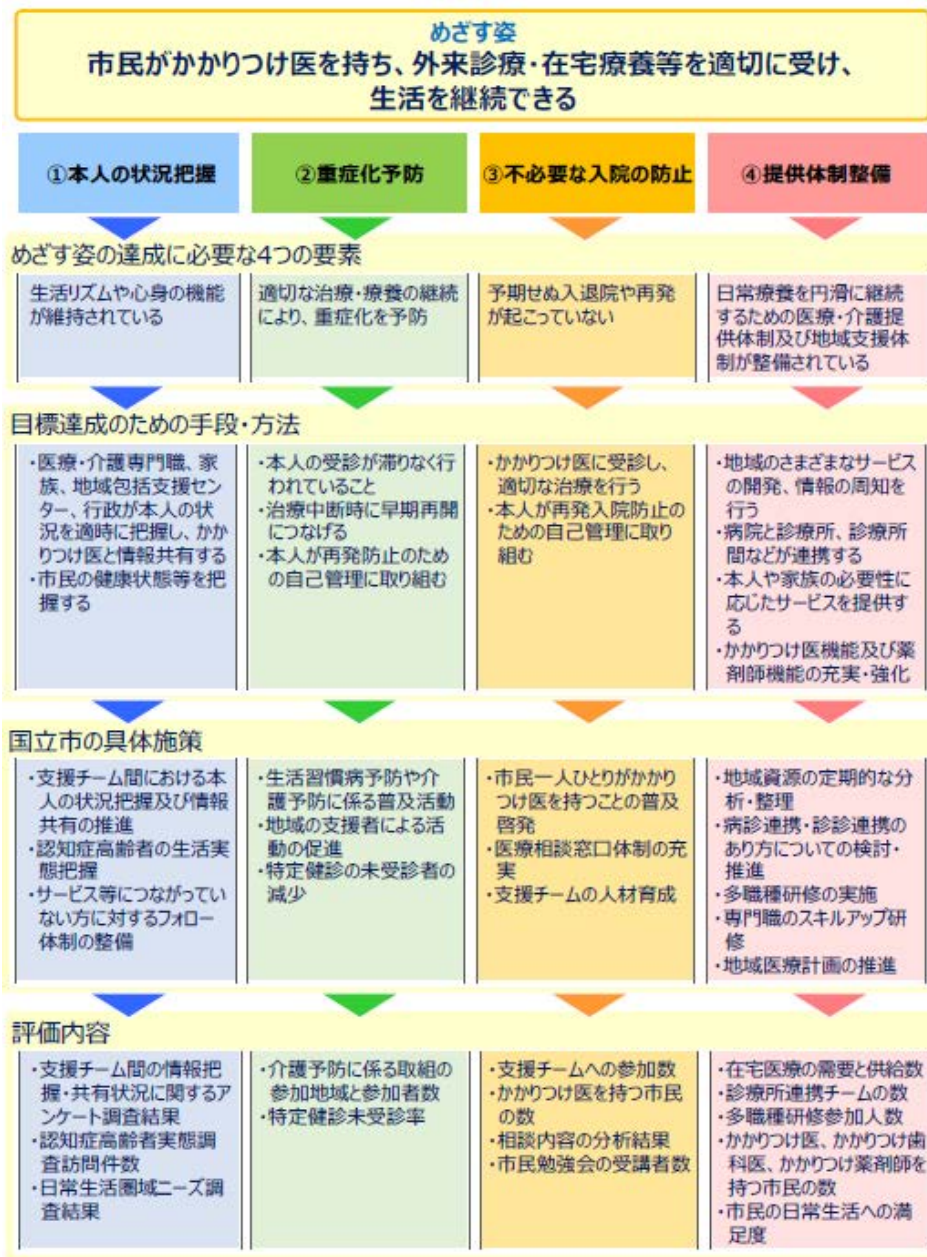 めざす姿
市民がかかりつけ医を持ち、外来診療・在宅療養等を適切に受け、
生活を継続できる
①本人の状況把握
②重症化予防
③不必要な入院の防止
④提供体制整備
めざす姿の達成に必要な4つの要素
生活リズムや心身の機能
が維持されている
適切な治療・療養の継続
により、重症化を予防
予期せぬ入退院や再発
が起こっていない
日常療養を円滑に継続
するための医療・介護提
供体制及び地域支援体
制が整備されている
目標達成のための手段・方法
・医療・介護専門職、家
族、地域包括支援セン
ター、行政が本人の状
況を適時に把握し、かか
りつけ医と情報共有する
・市民の健康状態等を把
握する
・本人の受診が滞りなく行
われていること
・治療中断時に早期再開
につなげる
・本人が再発防止のため
の自己管理に取り組む
・かかりつけ医に受診し、
適切な治療を行う
・本人が再発入院防止の
ための自己管理に取り
組む
・地域のさまざまなサービス
の開発、情報の周知を
行う
・病院と診療所、診療所
間などが連携する
・本人や家族の必要性に
応じたサービスを提供す
る
・かかりつけ医機能及び薬
剤師機能の充実・強化
国立市の具体施策
・支援チーム間における本
人の状況把握及び情報
共有の推進
・認知症高齢者の生活実
態把握
・サービス等につながってい
ない方に対するフォロー
体制の整備
・生活習慣病予防や介
護予防に係る普及活動
・地域の支援者による活
動の促進
・特定健診の未受診者の
減少
・市民一人ひとりがかかり
つけ医を持つことの普及
啓発
・医療相談窓口体制の充
実
・支援チームの人材育成
・地域資源の定期的な分
析・整理
・病診連携・診診連携の
あり方についての検討・
推進
・多職種研修の実施
・専門職のスキルアップ研
修
・地域医療計画の推進
評価内容
・支援チーム間の情報把
握・共有状況に関するア
ンケート調査結果
・認知症高齢者実態調
査訪問件数
・日常生活圏域ニーズ調
査結果
・介護予防に係る取組の
参加地域と参加者数
・特定健診未受診率
・支援チームへの参加数
・かかりつけ医を持つ市民
の数
・相談内容の分析結果
・市民勉強会の受講者数
・在宅医療の需要と供給数
・診療所連携チームの数
・多職種研修参加人数
・かかりつけ医、かかりつけ歯
科医、かかりつけ薬剤師を
持つ市民の数
・市民の日常生活への満
足度